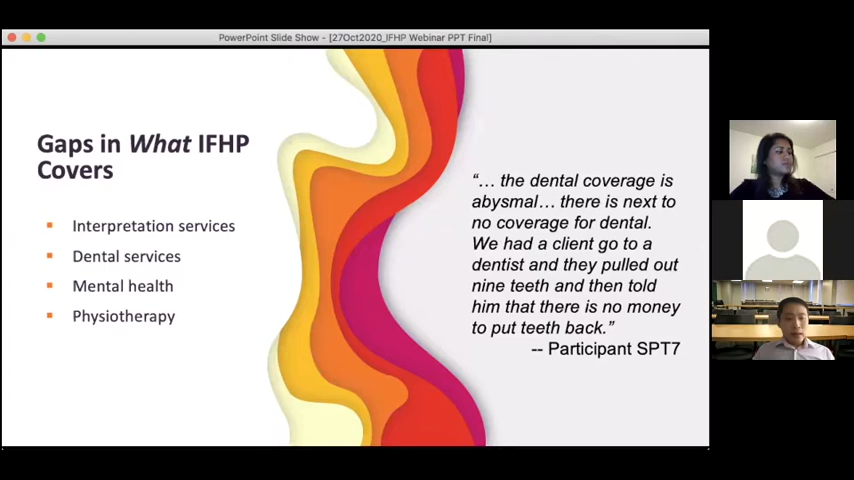 PowerPoint Slide Show - [27Oct2020_IFHP Webinar PPT Final]
Gaps in What IFHP
Covers
Interpretation services
Dental services
Mental health
Physiotherapy
“… the dental coverage is
abysmal… there is next to
no coverage for dental.
We had a client go to a
dentist and they pulled out
nine teeth and then told
him that there is no money
to put teeth back.”
-- Participant SPT7